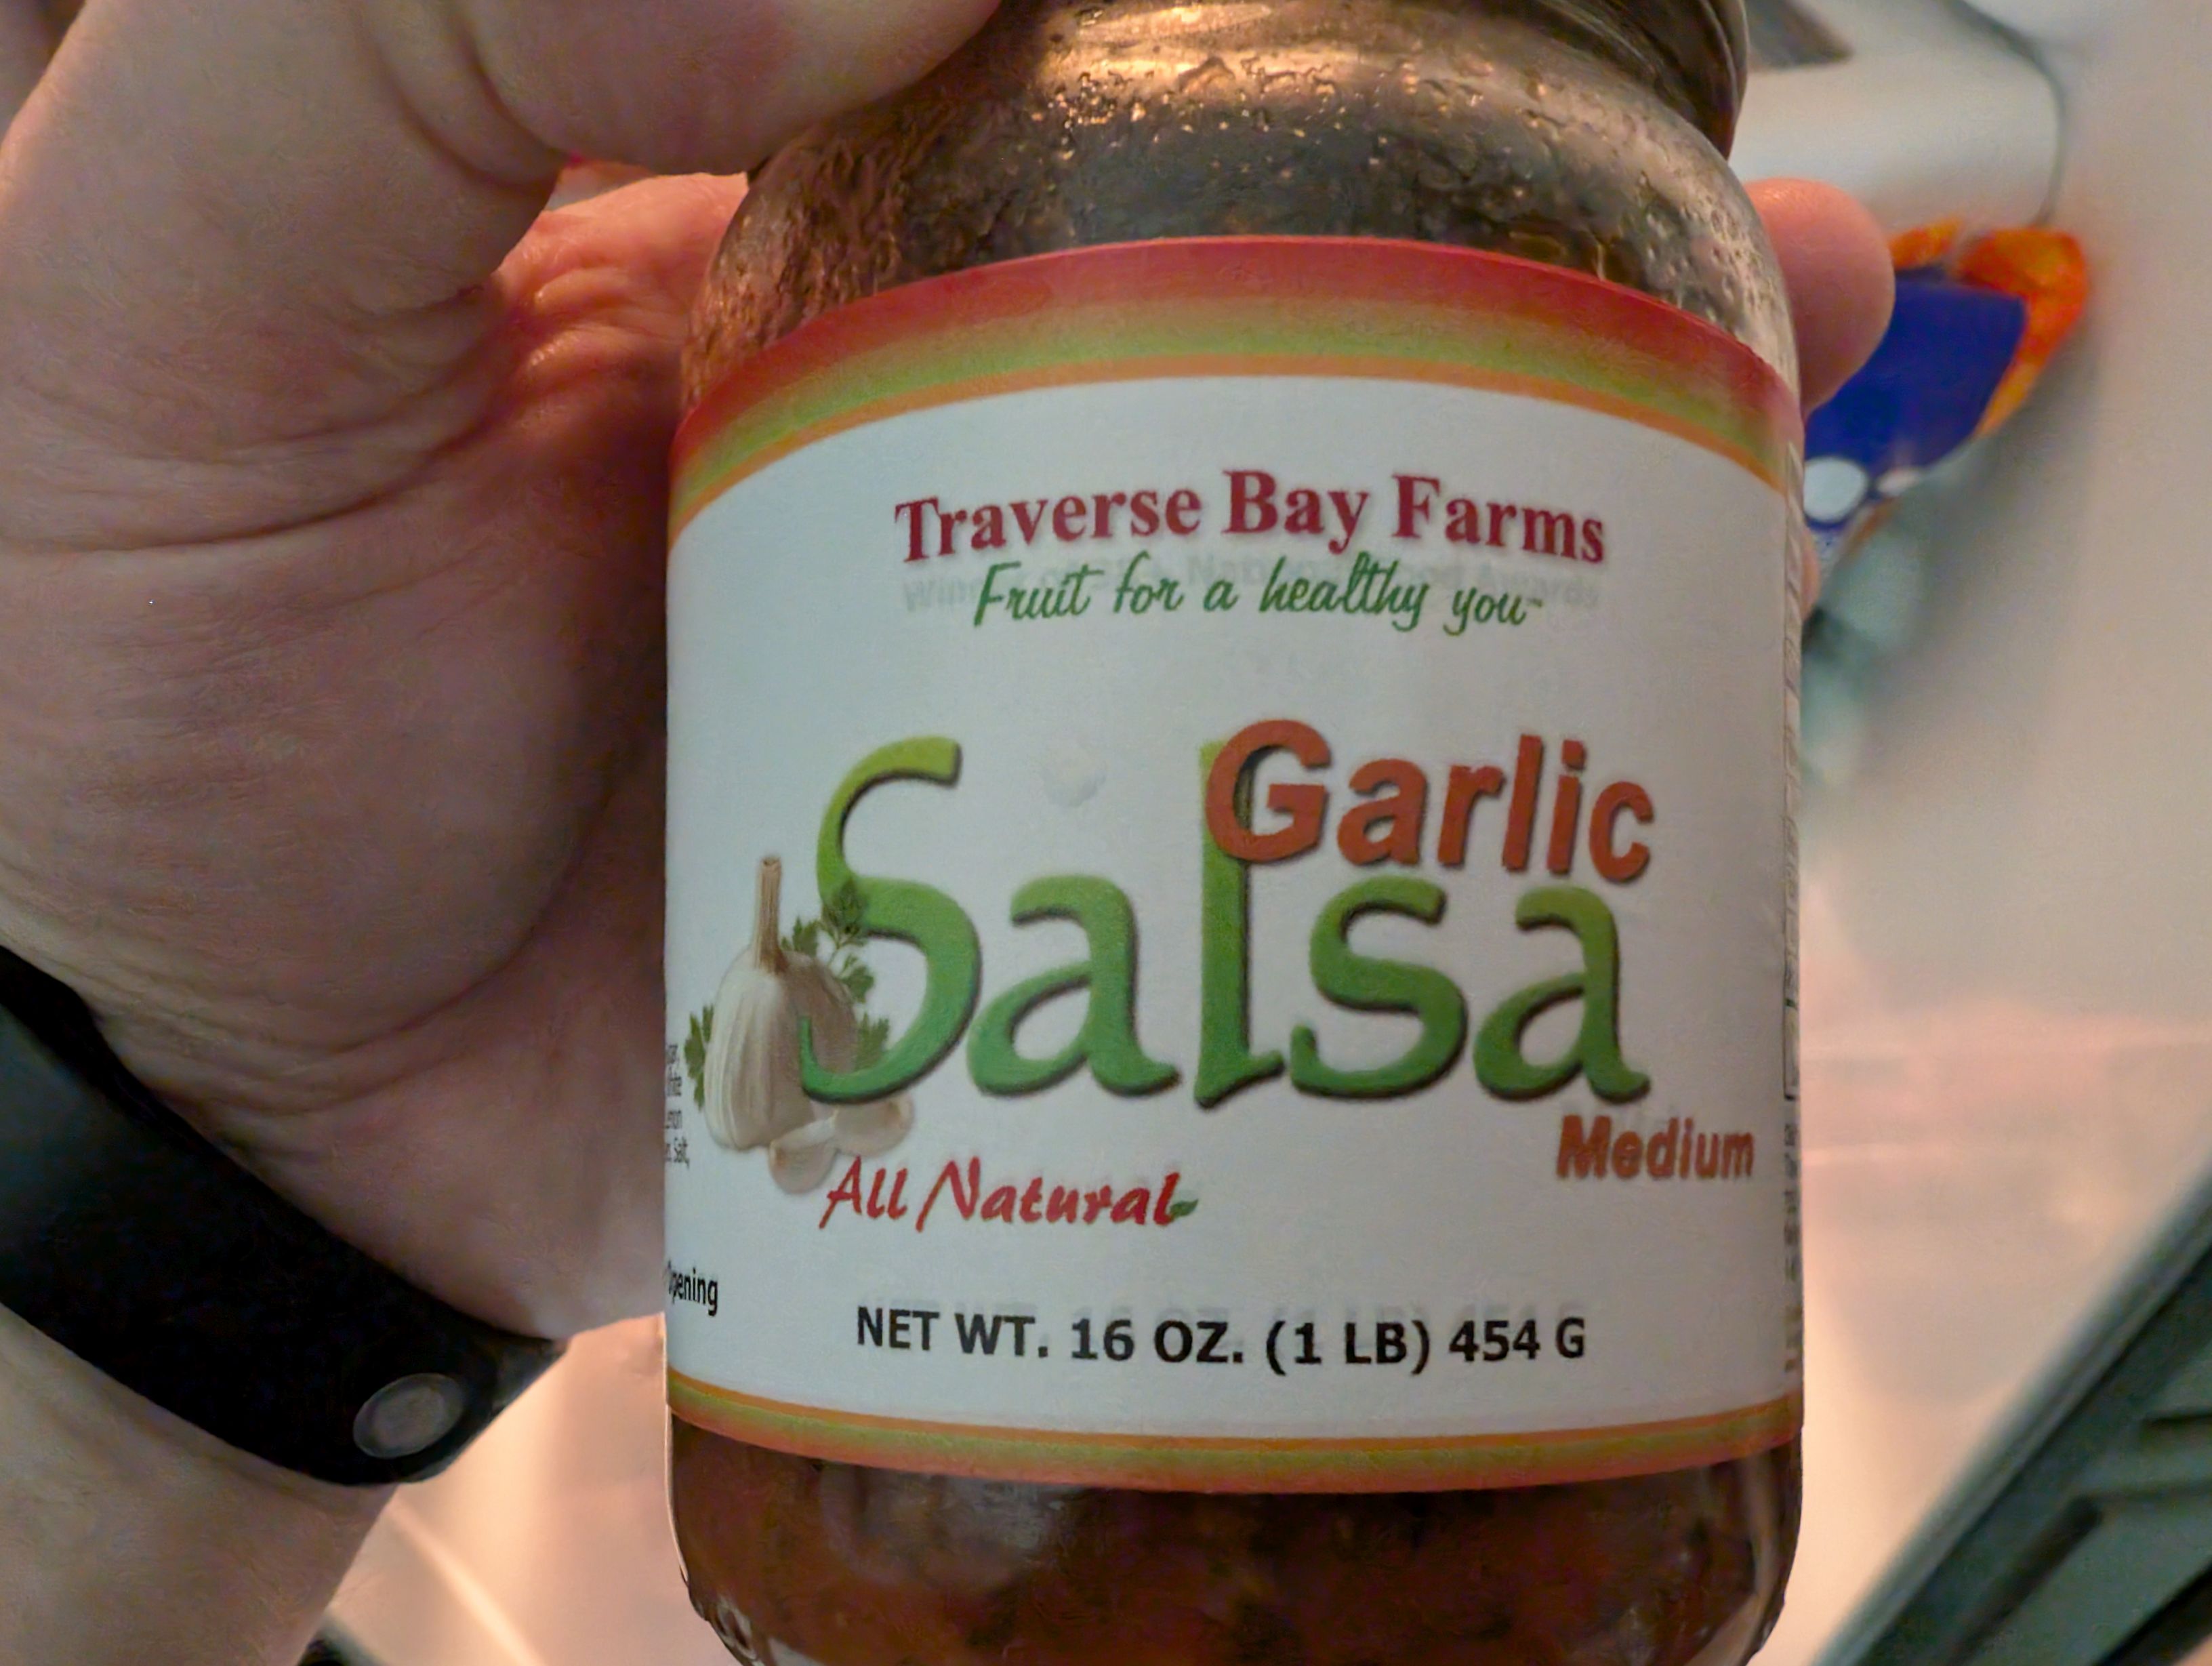 Traverse Bay Farms
Fruit for a healthy you
Garlic
Salsa
Medium
All Natural
Opening
NET WT. 16 OZ. (1 LB) 454 G